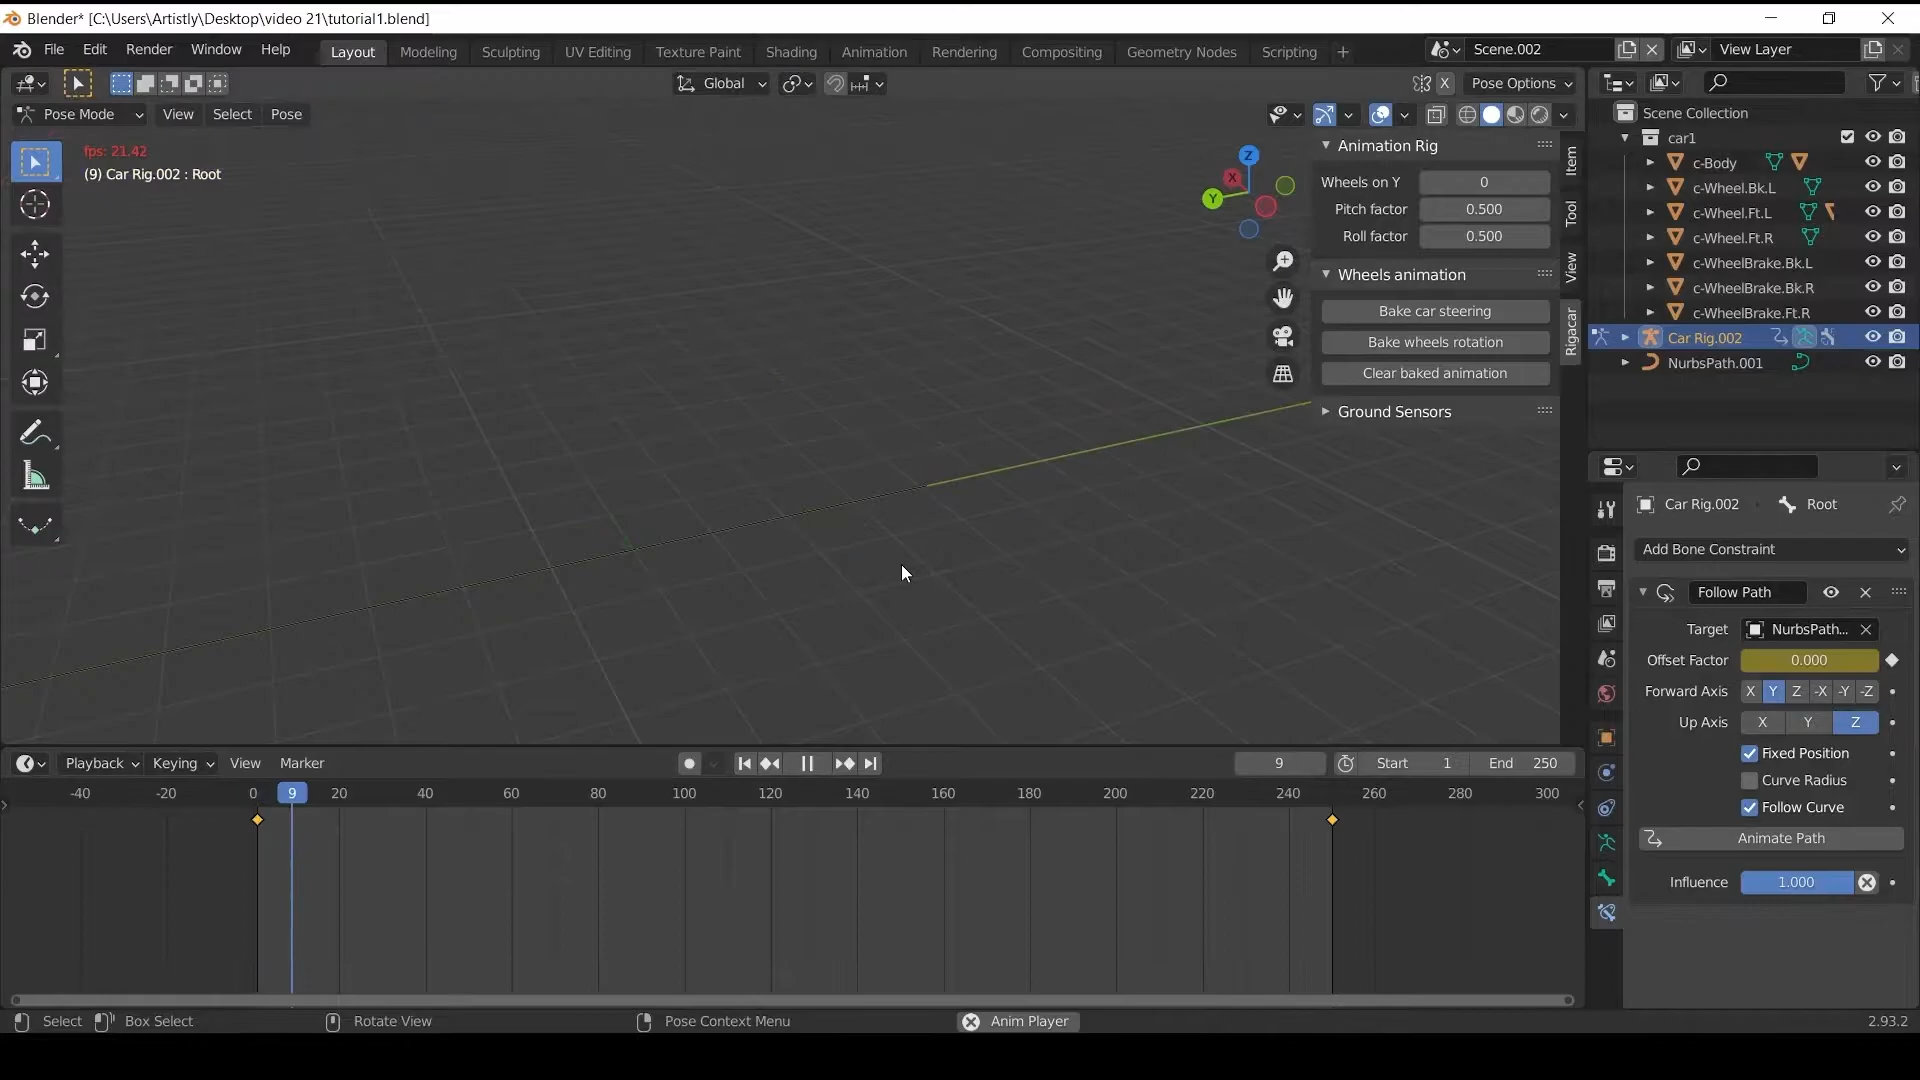 Blender* [C:\Users\Artistly\Desktop\video 21\tutorial1.blend]
File Edit Render Window Help Layout Modeling Sculpting UV Editing Texture Paint Shading Animation Rendering Compositing Geometry Nodes Scripting + Scene.002 View Layer
Global X Pose Options
Pose Mode View Select Pose
Scene Collection
car1
c-Body
c-Wheel.Bk.L
c-Wheel.Ft.L
c-Wheel.Ft.R
c-WheelBrake.Bk.L
c-WheelBrake.Bk.R
c-WheelBrake.Ft.R
Car Rig.002
NurbsPath.001
fps: 21.42
(9) Car Rig.002 : Root
Z
X
Y
Animation Rig
Wheels on Y 0
Pitch factor 0.500
Roll factor 0.500
Wheels animation
Bake car steering
Bake wheels rotation
Clear baked animation
Ground Sensors
Item
Tool
View
Rigacar
Car Rig.002 Root
Add Bone Constraint
Follow Path
Target NurbsPath...
Offset Factor 0.000
Forward Axis X Y Z -X -Y -Z
Up Axis X Y Z
Fixed Position
Curve Radius
Follow Curve
Animate Path
Influence 1.000
Playback Keying View Marker 9 Start 1 End 250
-40 -20 0 9 20 40 60 80 100 120 140 160 180 200 220 240 260 280 300
Select Box Select Rotate View Pose Context Menu Anim Player 2.93.2